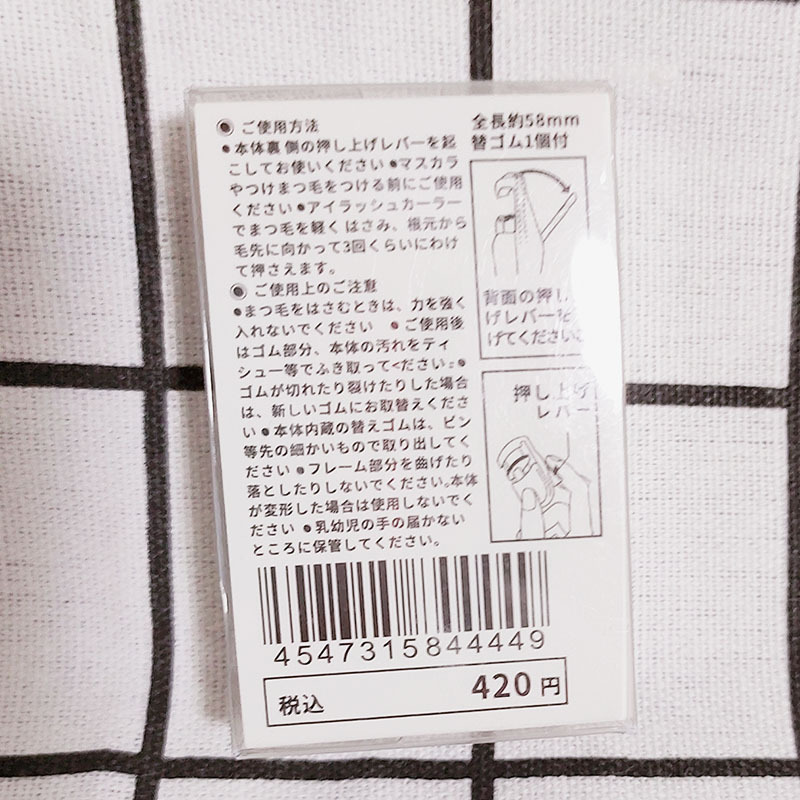 ご使用方法
●本体裏側の押し上げレバーを起
こしてお使いください●マスカラ
やつけまつ毛をつける前にご使用
ください●アイラッシュカーラー
でまつ毛を軽くはさみ、根元から
毛先に向かって3回くらいにわけ
て押さえます。
ご使用上のご注意
●まつ毛をはさむときは、力を強く
入れないでください ●ご使用後
はゴム部分、本体の汚れをティ
シュー等でふき取ってください●
ゴムが切れたり裂けたりした場合
は、新しいゴムにお取替えくださ
い●本体内蔵の替えゴムは、ピン
等先の細かいもので取り出してく
ださい●フレーム部分を曲げたり
落としたりしないでください。本体
が変形した場合は使用しないでく
ださい ●乳幼児の手の届かない
ところに保管してください。
全長約58mm
替ゴム1個付
背面の押し
げレバーを
げてください
押し上げ
レバー
4547315844449
税込 420円